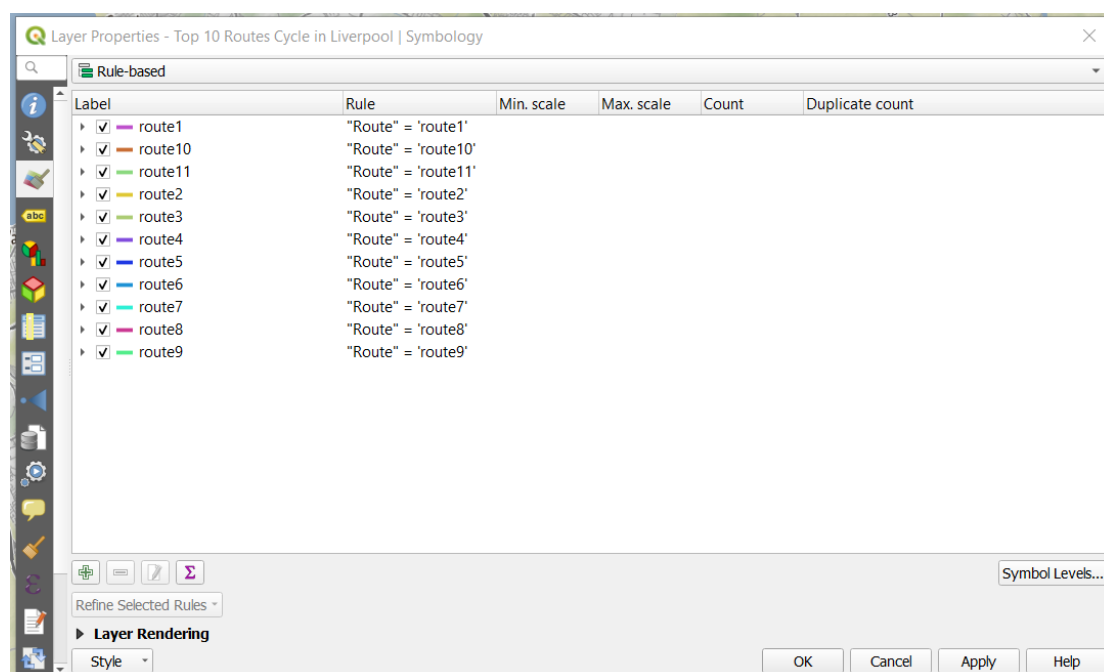 Layer Properties - Top 10 Routes Cycle in Liverpool | Symbology
Rule-based
Label Rule Min. scale Max. scale Count Duplicate count
route1 "Route" = 'route1'
route10 "Route" = 'route10'
route11 "Route" = 'route11'
route2 "Route" = 'route2'
route3 "Route" = 'route3'
route4 "Route" = 'route4'
route5 "Route" = 'route5'
route6 "Route" = 'route6'
route7 "Route" = 'route7'
route8 "Route" = 'route8'
route9 "Route" = 'route9'
abc
Σ
Symbol Levels...
Refine Selected Rules
Layer Rendering
Style OK Cancel Apply Help